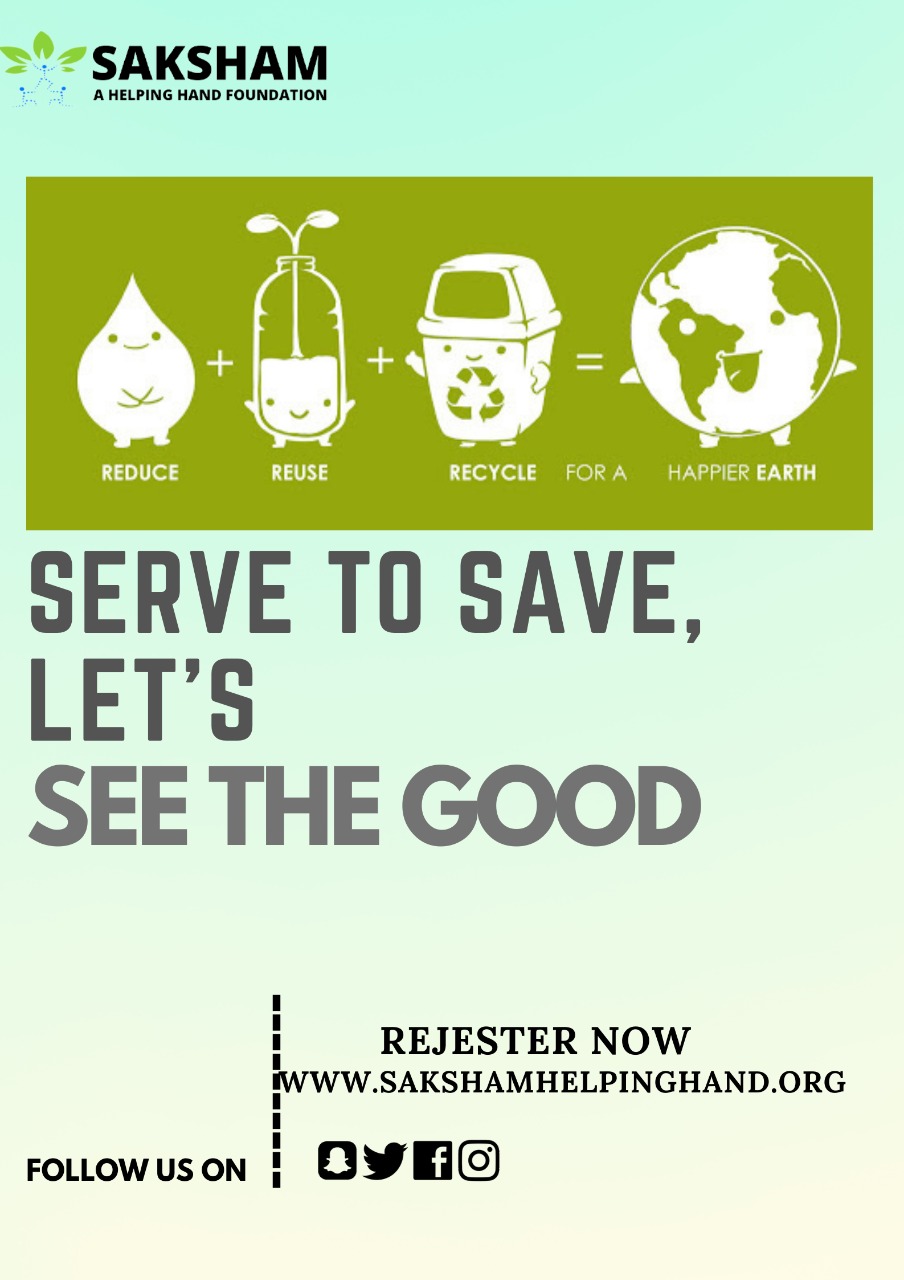 SAKSHAM
A HELPING HAND FOUNDATION
+ + =
REDUCE REUSE RECYCLE FOR A HAPPIER EARTH
SERVE TO SAVE,
LET'S
SEE THE GOOD
REJESTER NOW
WWW.SAKSHAMHELPINGHAND.ORG
FOLLOW US ON